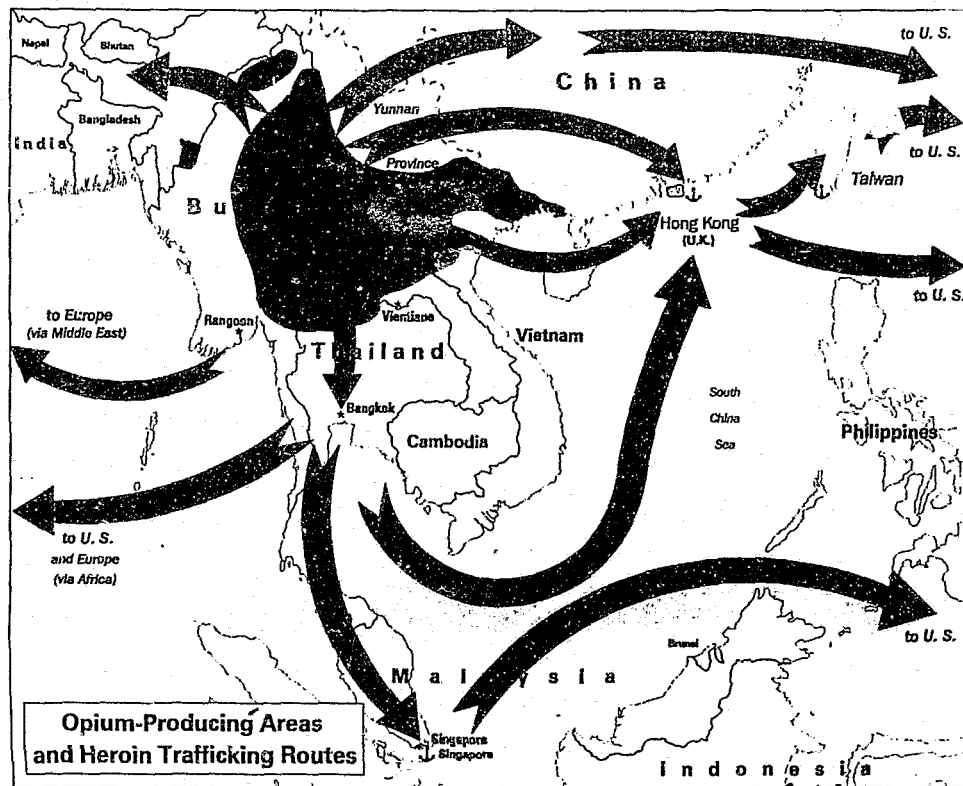 Nepal
Bhutan
to U. S.
China
Yunnan
Bangladesh
India
to U. S.
Province
Taiwan
Bu
Hong Kong
(U.K.)
to U. S.
to Europe
(via Middle East)
Rangoon
Vientiane
Vietnam
Thailand
South
China
Sea
Bangkok
Philippines
Cambodia
to U. S.
and Europe
(via Africa)
to U. S.
Brunei
Malaysia
Opium-Producing Areas
and Heroin Trafficking Routes
Singapore
Singapore
Indonesia